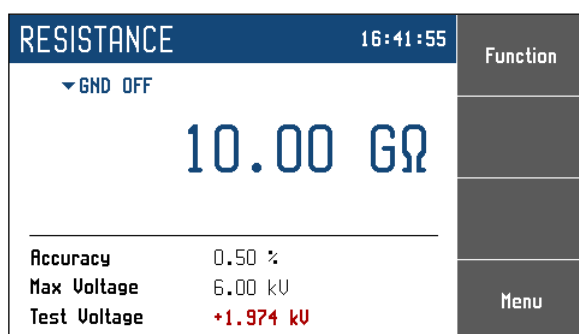 RESISTANCE 16:41:55
Function
GND OFF
10.00 GΩ
Accuracy 0.50 %
Max Voltage 6.00 kV
Test Voltage +1.974 kV
Menu